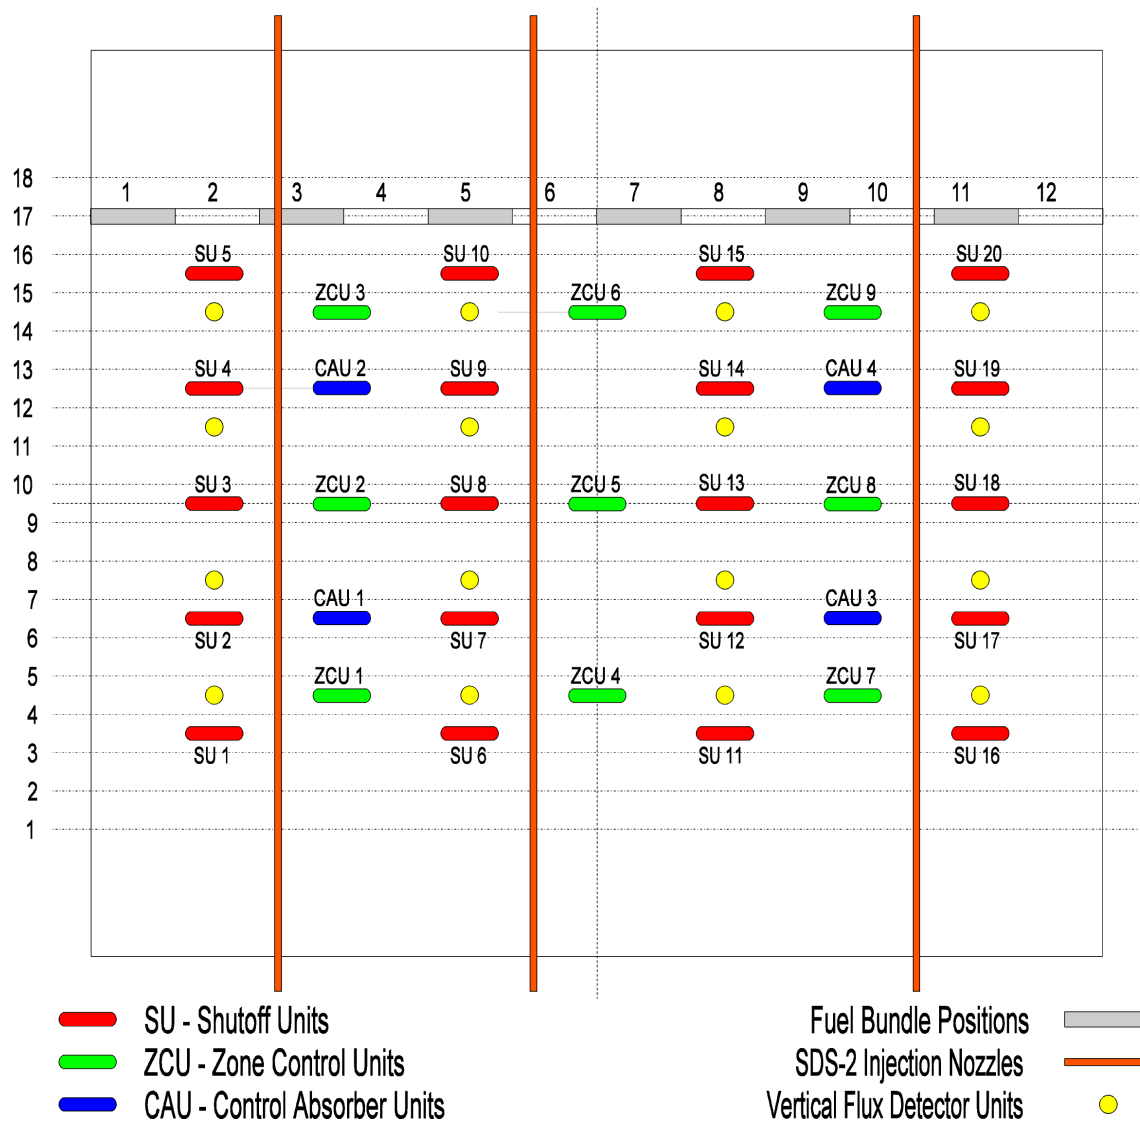 18
1 2 3 4 5 6 7 8 9 10 11 12
17
16 SU 5 SU 10 SU 15 SU 20
15 ZCU 3 ZCU 6 ZCU 9
14
13 SU 4 CAU 2 SU 9 SU 14 CAU 4 SU 19
12
11
10 SU 3 ZCU 2 SU 8 ZCU 5 SU 13 ZCU 8 SU 18
9
8
7 CAU 1 CAU 3
6 SU 2 SU 7 SU 12 SU 17
5 ZCU 1 ZCU 4 ZCU 7
4
3 SU 1 SU 6 SU 11 SU 16
2
1
SU - Shutoff Units
ZCU - Zone Control Units
CAU - Control Absorber Units
Fuel Bundle Positions
SDS-2 Injection Nozzles
Vertical Flux Detector Units